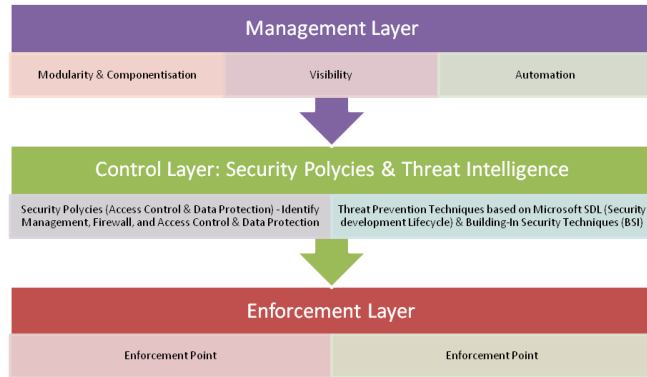 Management Layer
Modularity & Componentisation
Visibility
Automation
Control Layer: Security Polycies & Threat Intelligence
Security Polycies (Access Control & Data Protection) - Identify
Management, Firewall, and Access Control & Data Protection
Threat Prevention Techniques based on Microsoft SDL (Security
development Lifecycle) & Building-In Security Techniques (BSI)
Enforcement Layer
Enforcement Point
Enforcement Point